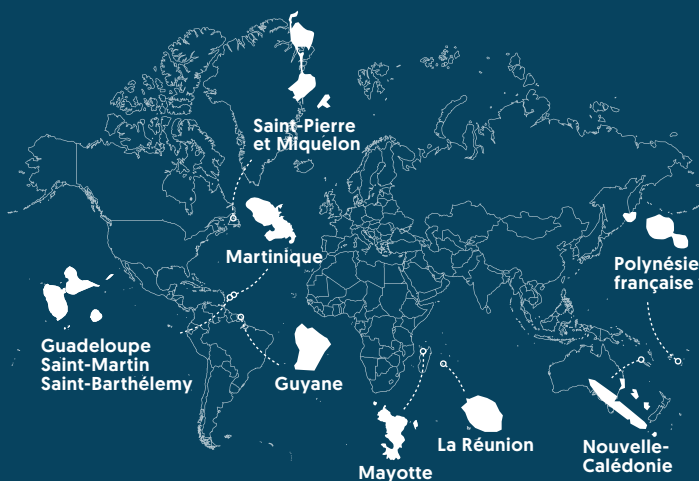 Saint-Pierre
et Miquelon
Martinique
Polynésie
française
Guadeloupe
Saint-Martin
Saint-Barthélemy
Guyane
La Réunion
Mayotte
Nouvelle-
Calédonie